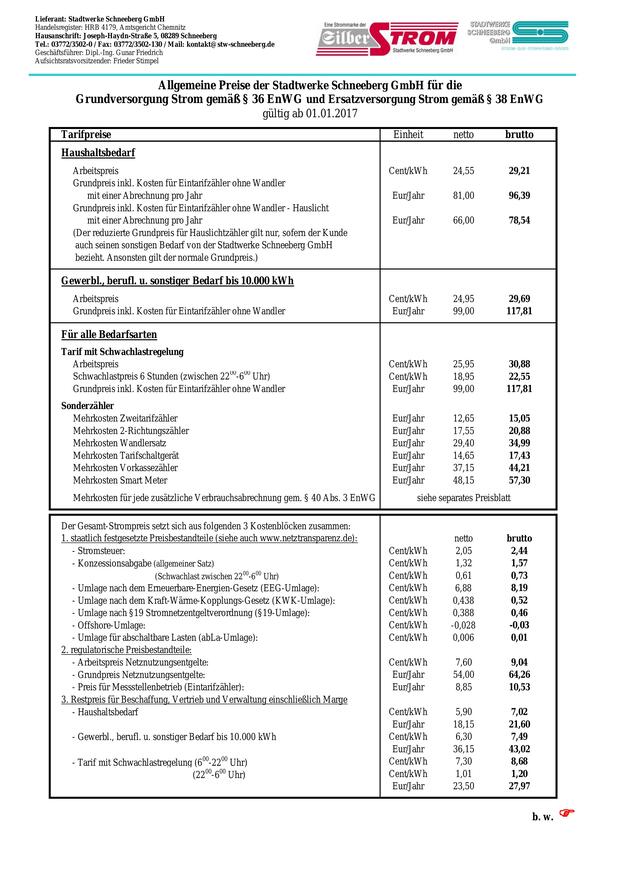 Lieferant: Stadtwerke Schneeberg GmbH
Handelsregister: HRB 4179, Amtsgericht Chemnitz
Hausanschrift: Joseph-Haydn-Straße 5, 08289 Schneeberg
Tel.: 03772/3502-0 / Fax: 03772/3502-130 / Mail: kontakt@stw-schneeberg.de
Geschäftsführer: Dipl.-Ing. Gunar Friedrich
Aufsichtsratsvorsitzender: Frieder Stimpel
Eine Strommarke der
Silber STROM
Stadtwerke Schneeberg GmbH
STADTWERKE
SCHNEEBERG
GmbH
Allgemeine Preise der Stadtwerke Schneeberg GmbH für die
Grundversorgung Strom gemäß § 36 EnWG und Ersatzversorgung Strom gemäß § 38 EnWG
gültig ab 01.01.2017
Tarifpreise Einheit netto brutto
Haushaltsbedarf
Arbeitspreis Cent/kWh 24,55 29,21
Grundpreis inkl. Kosten für Eintarifzähler ohne Wandler
mit einer Abrechnung pro Jahr Eur/Jahr 81,00 96,39
Grundpreis inkl. Kosten für Eintarifzähler ohne Wandler - Hauslicht
mit einer Abrechnung pro Jahr Eur/Jahr 66,00 78,54
(Der reduzierte Grundpreis für Hauslichtzähler gilt nur, sofern der Kunde
auch seinen sonstigen Bedarf von der Stadtwerke Schneeberg GmbH
bezieht. Ansonsten gilt der normale Grundpreis.)
Gewerbl., berufl. u. sonstiger Bedarf bis 10.000 kWh
Arbeitspreis Cent/kWh 24,95 29,69
Grundpreis inkl. Kosten für Eintarifzähler ohne Wandler Eur/Jahr 99,00 117,81
Für alle Bedarfsarten
Tarif mit Schwachlastregelung
Arbeitspreis Cent/kWh 25,95 30,88
Schwachlastpreis 6 Stunden (zwischen 22⁰⁰-6⁰⁰ Uhr) Cent/kWh 18,95 22,55
Grundpreis inkl. Kosten für Eintarifzähler ohne Wandler Eur/Jahr 99,00 117,81
Sonderzähler
Mehrkosten Zweitarifzähler Eur/Jahr 12,65 15,05
Mehrkosten 2-Richtungszähler Eur/Jahr 17,55 20,88
Mehrkosten Wandlersatz Eur/Jahr 29,40 34,99
Mehrkosten Tarifschaltgerät Eur/Jahr 14,65 17,43
Mehrkosten Vorkassezähler Eur/Jahr 37,15 44,21
Mehrkosten Smart Meter Eur/Jahr 48,15 57,30
Mehrkosten für jede zusätzliche Verbrauchsabrechnung gem. § 40 Abs. 3 EnWG siehe separates Preisblatt
Der Gesamt-Strompreis setzt sich aus folgenden 3 Kostenblöcken zusammen:
1. staatlich festgesetzte Preisbestandteile (siehe auch www.netztransparenz.de): netto brutto
- Stromsteuer: Cent/kWh 2,05 2,44
- Konzessionsabgabe (allgemeiner Satz) Cent/kWh 1,32 1,57
(Schwachlast zwischen 22⁰⁰-6⁰⁰ Uhr) Cent/kWh 0,61 0,73
- Umlage nach dem Erneuerbare-Energien-Gesetz (EEG-Umlage): Cent/kWh 6,88 8,19
- Umlage nach dem Kraft-Wärme-Kopplungs-Gesetz (KWK-Umlage): Cent/kWh 0,438 0,52
- Umlage nach §19 Stromnetzentgeltverordnung (§19-Umlage): Cent/kWh 0,388 0,46
- Offshore-Umlage: Cent/kWh -0,028 -0,03
- Umlage für abschaltbare Lasten (abLa-Umlage): Cent/kWh 0,006 0,01
2. regulatorische Preisbestandteile:
- Arbeitspreis Netznutzungsentgelte: Cent/kWh 7,60 9,04
- Grundpreis Netznutzungsentgelte: Eur/Jahr 54,00 64,26
- Preis für Messstellenbetrieb (Eintarifzähler): Eur/Jahr 8,85 10,53
3. Restpreis für Beschaffung, Vertrieb und Verwaltung einschließlich Marge
- Haushaltsbedarf Cent/kWh 5,90 7,02
Eur/Jahr 18,15 21,60
- Gewerbl., berufl. u. sonstiger Bedarf bis 10.000 kWh Cent/kWh 6,30 7,49
Eur/Jahr 36,15 43,02
- Tarif mit Schwachlastregelung (6⁰⁰-22⁰⁰ Uhr) Cent/kWh 7,30 8,68
(22⁰⁰-6⁰⁰ Uhr) Cent/kWh 1,01 1,20
Eur/Jahr 23,50 27,97
b. w.